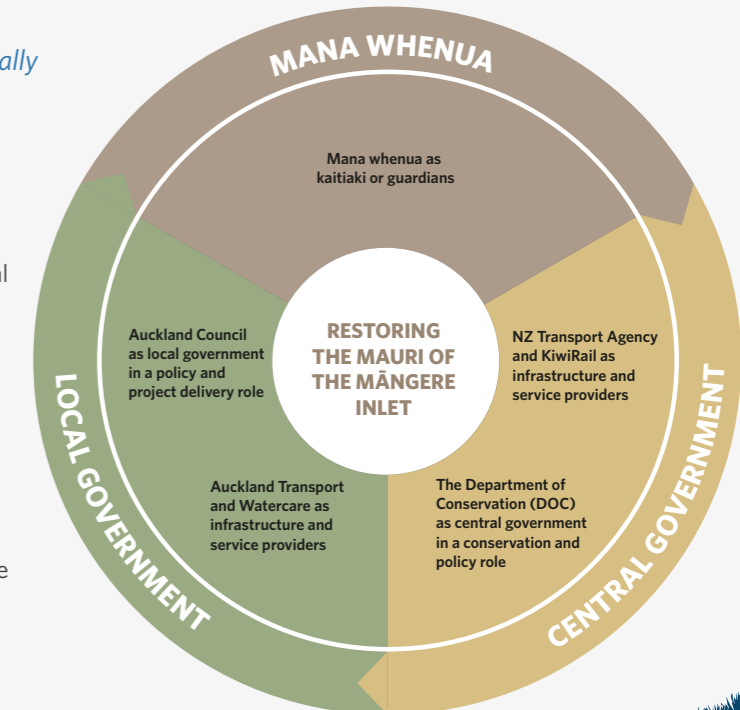 ally
al
e
MANA WHENUA
Mana whenua as
kaitiaki or guardians
RESTORING
THE MAURI OF
THE MĀNGERE
INLET
Auckland Council
as local government
in a policy and
project delivery role
Auckland Transport
and Watercare as
infrastructure and
service providers
LOCAL GOVERNMENT
NZ Transport Agency
and KiwiRail as
infrastructure and
service providers
The Department of
Conservation (DOC)
as central government
in a conservation and
policy role
CENTRAL GOVERNMENT